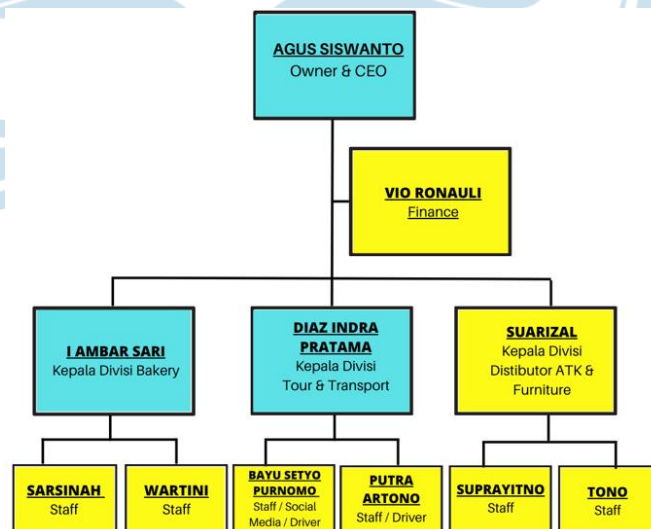 AGUS SISWANTO
Owner & CEO
VIO RONAULI
Finance
I AMBAR SARI
Kepala Divisi Bakery
DIAZ INDRA
PRATAMA
Kepala Divisi
Tour & Transport
SUARIZAL
Kepala Divisi
Distibutor ATK &
Furniture
SARSINAH
Staff
WARTINI
Staff
BAYU SETYO
PURNOMO
Staff / Social
Media / Driver
PUTRA
ARTONO
Staff / Driver
SUPRAYITNO
Staff
TONO
Staff